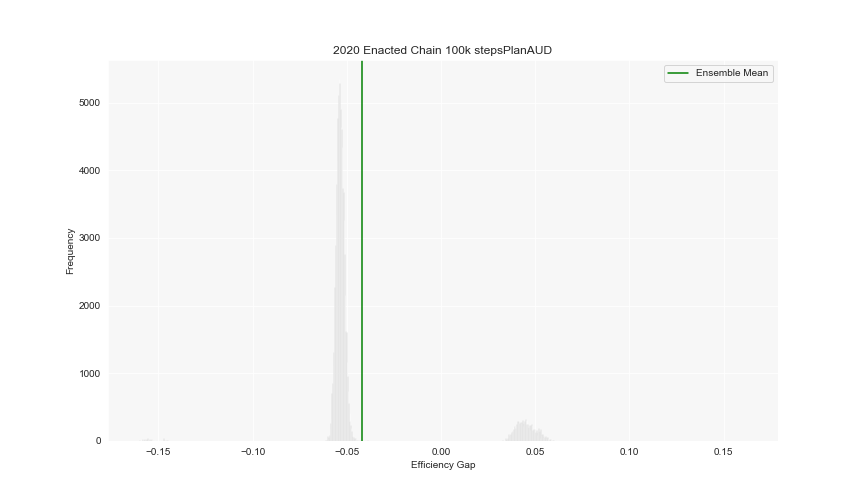 2020 Enacted Chain 100k stepsPlanAUD
Ensemble Mean
5000
4000
3000
2000
1000
0
Frequency
−0.15 −0.10 −0.05 0.00 0.05 0.10 0.15
Efficiency Gap